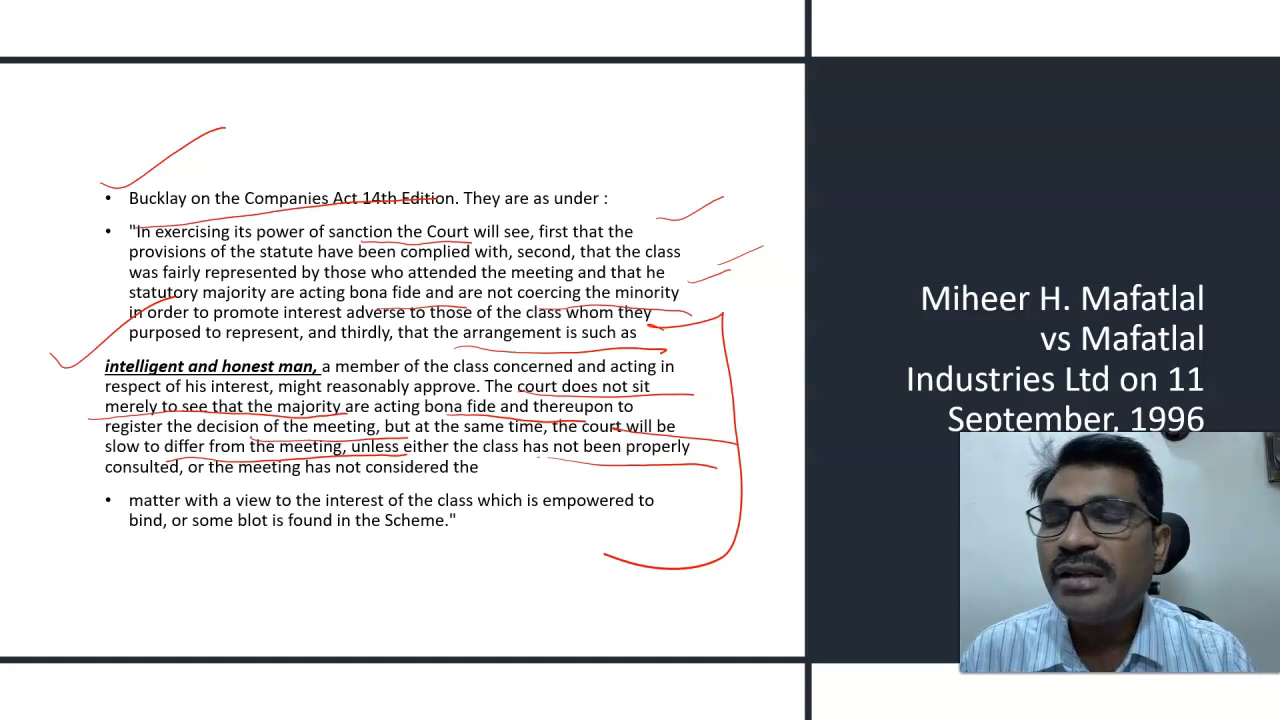 Bucklay on the Companies Act 14th Edition. They are as under :
"In exercising its power of sanction the Court will see, first that the
provisions of the statute have been complied with, second, that the class
was fairly represented by those who attended the meeting and that he
statutory majority are acting bona fide and are not coercing the minority
in order to promote interest adverse to those of the class whom they
purposed to represent, and thirdly, that the arrangement is such as
intelligent and honest man, a member of the class concerned and acting in
respect of his interest, might reasonably approve. The court does not sit
merely to see that the majority are acting bona fide and thereupon to
register the decision of the meeting, but at the same time, the court will be
slow to differ from the meeting, unless either the class has not been properly
consulted, or the meeting has not considered the
matter with a view to the interest of the class which is empowered to
bind, or some blot is found in the Scheme."
Miheer H. Mafatlal
vs Mafatlal
Industries Ltd on 11
September, 1996